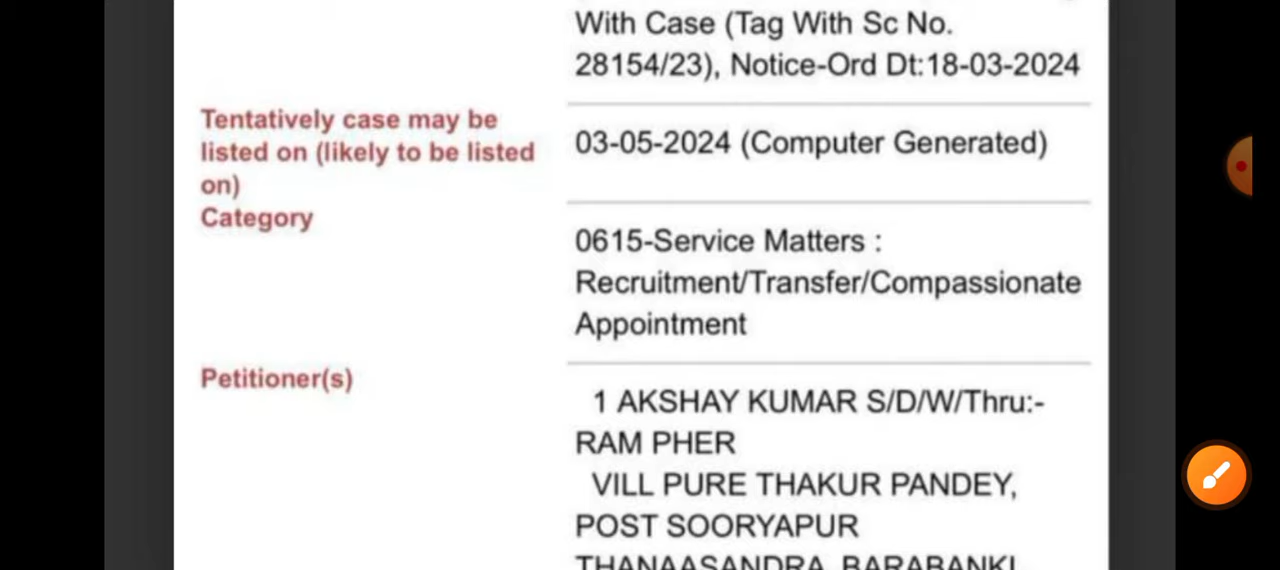 With Case (Tag With Sc No.
28154/23), Notice-Ord Dt:18-03-2024
Tentatively case may be
listed on (likely to be listed
on)
03-05-2024 (Computer Generated)
Category
0615-Service Matters :
Recruitment/Transfer/Compassionate
Appointment
Petitioner(s)
1 AKSHAY KUMAR S/D/W/Thru:-
RAM PHER
VILL PURE THAKUR PANDEY,
POST SOORYAPUR
THANAASANDRA, BARABANKI